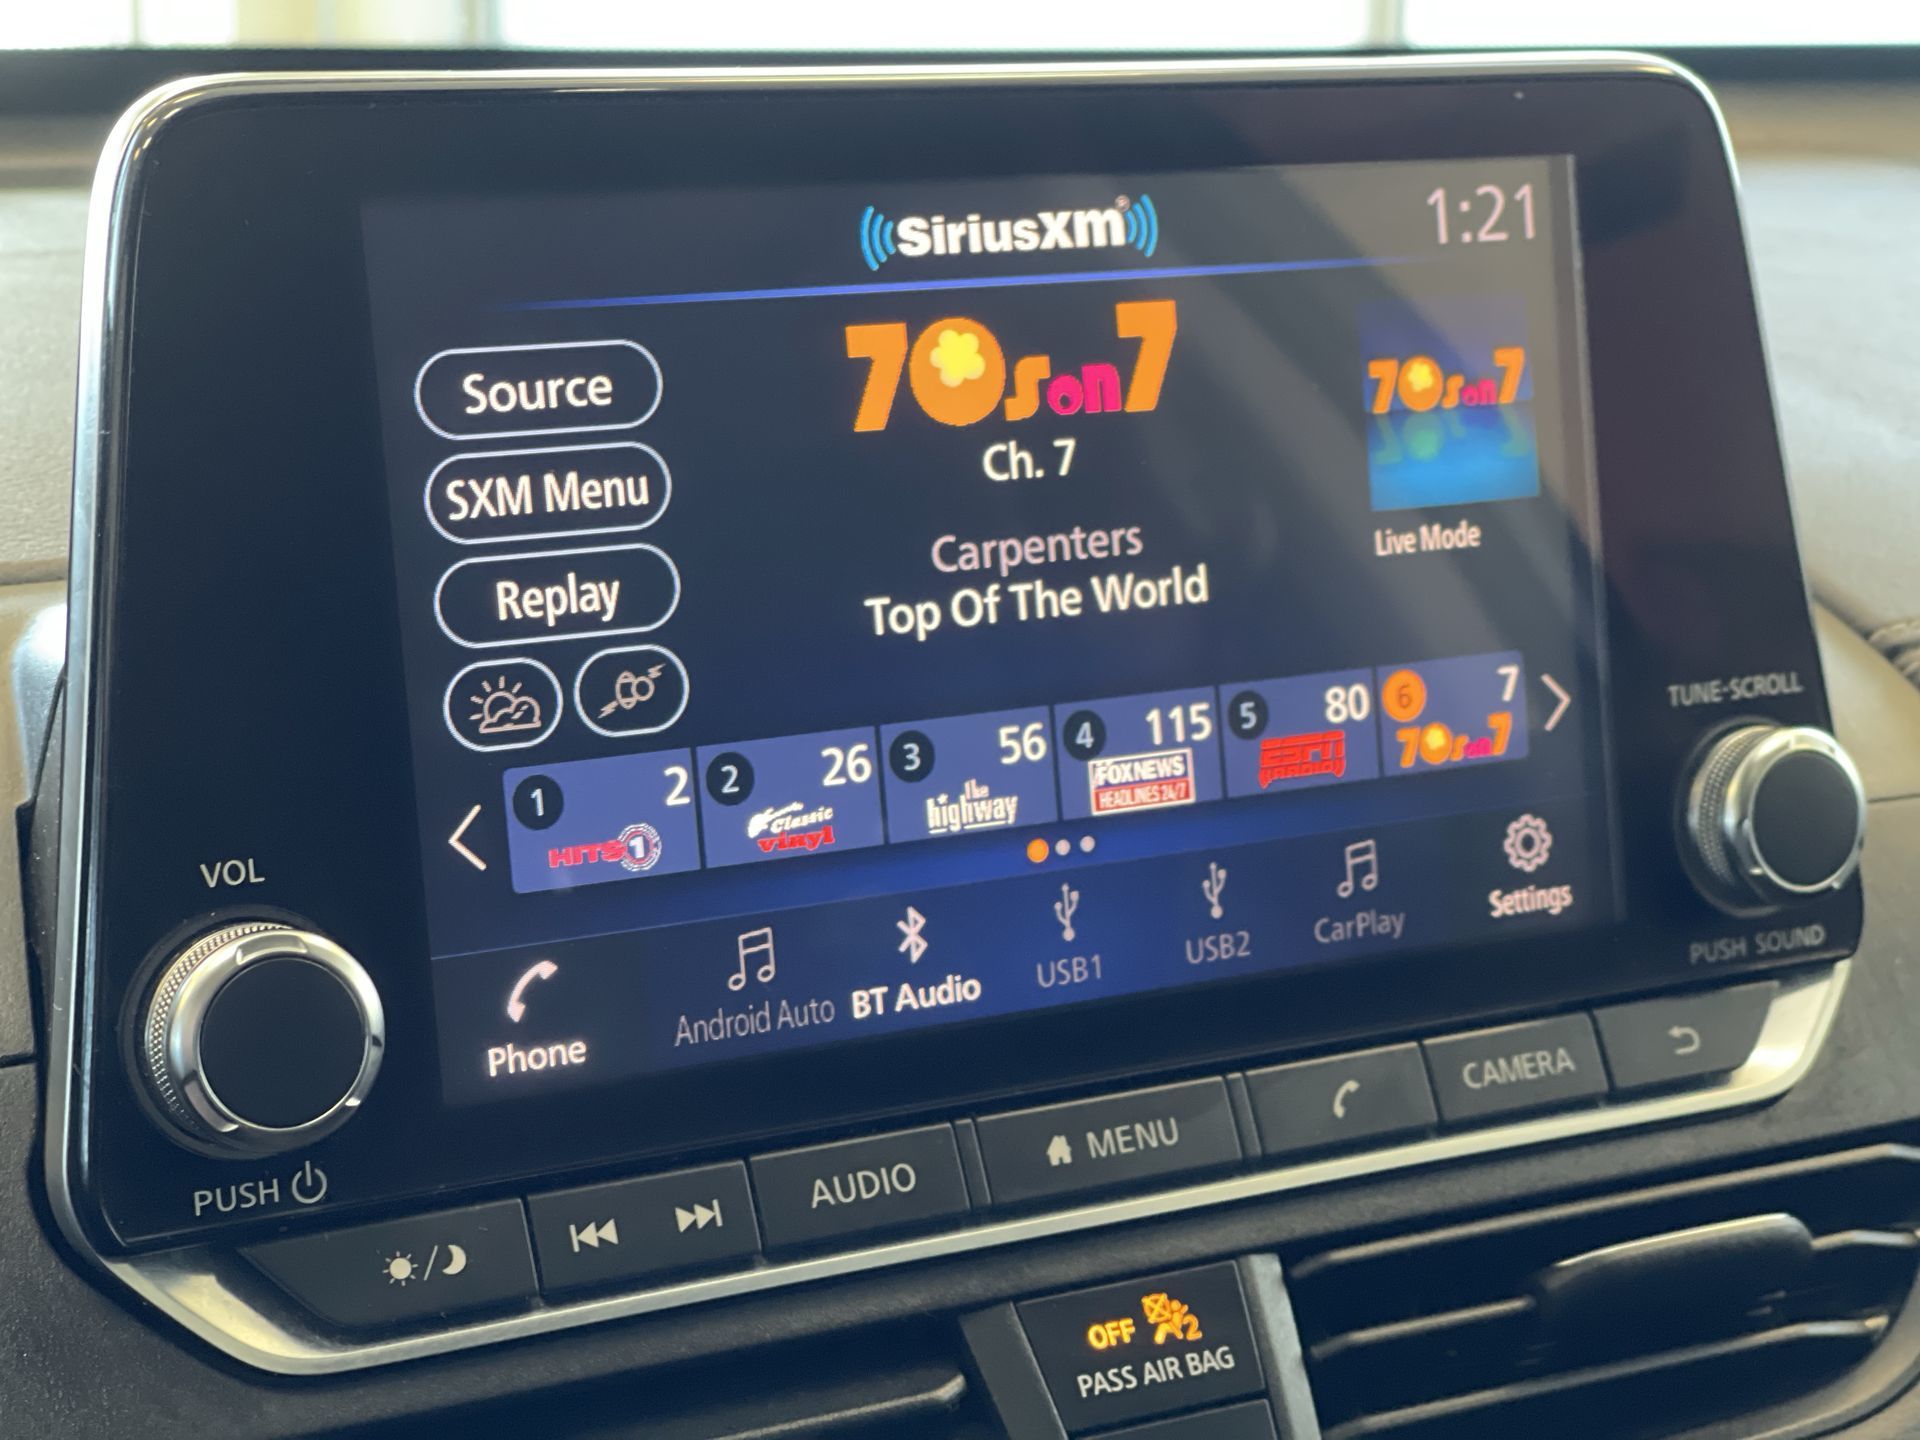 SiriusXm®
1:21
Source
SXM Menu
Replay
70s on 7
Ch. 7
Carpenters
Top Of The World
70s on 7
Live Mode
1 2 HITS 1
2 26 Classic vinyl
3 56 the highway
4 115 FOX NEWS HEADLINES 24/7
5 80 ESPN RADIO
6 7 70s on 7
Phone
Android Auto
BT Audio
USB1
USB2
CarPlay
Settings
VOL
PUSH
TUNE·SCROLL
PUSH SOUND
AUDIO
MENU
CAMERA
OFF 2
PASS AIR BAG